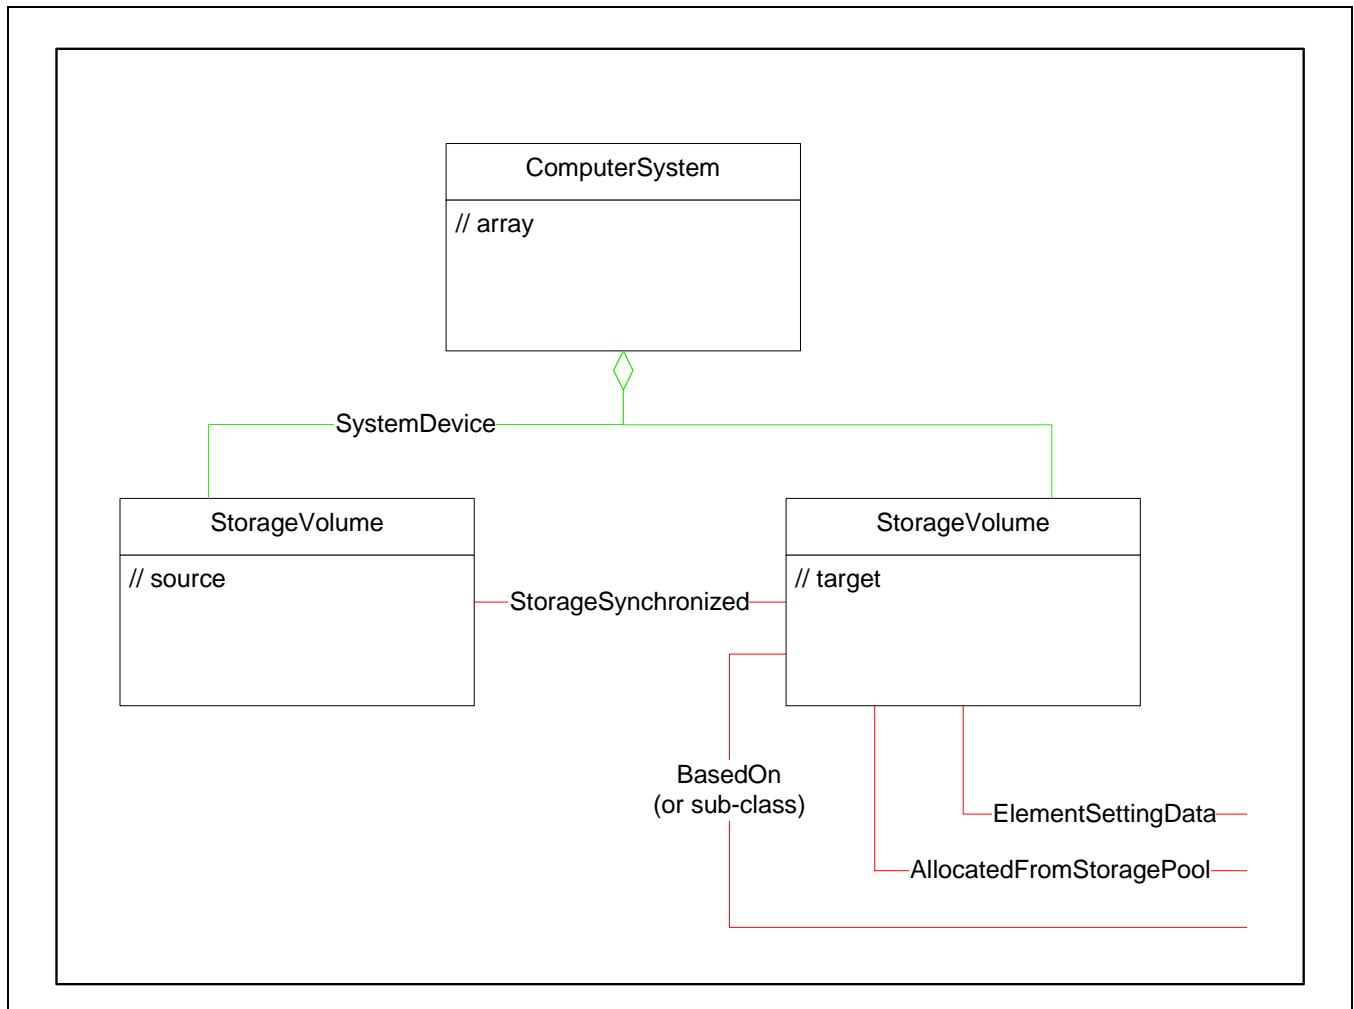 ComputerSystem
// array
SystemDevice
StorageVolume
// source
StorageSynchronized
StorageVolume
// target
BasedOn
(or sub-class)
ElementSettingData
AllocatedFromStoragePool